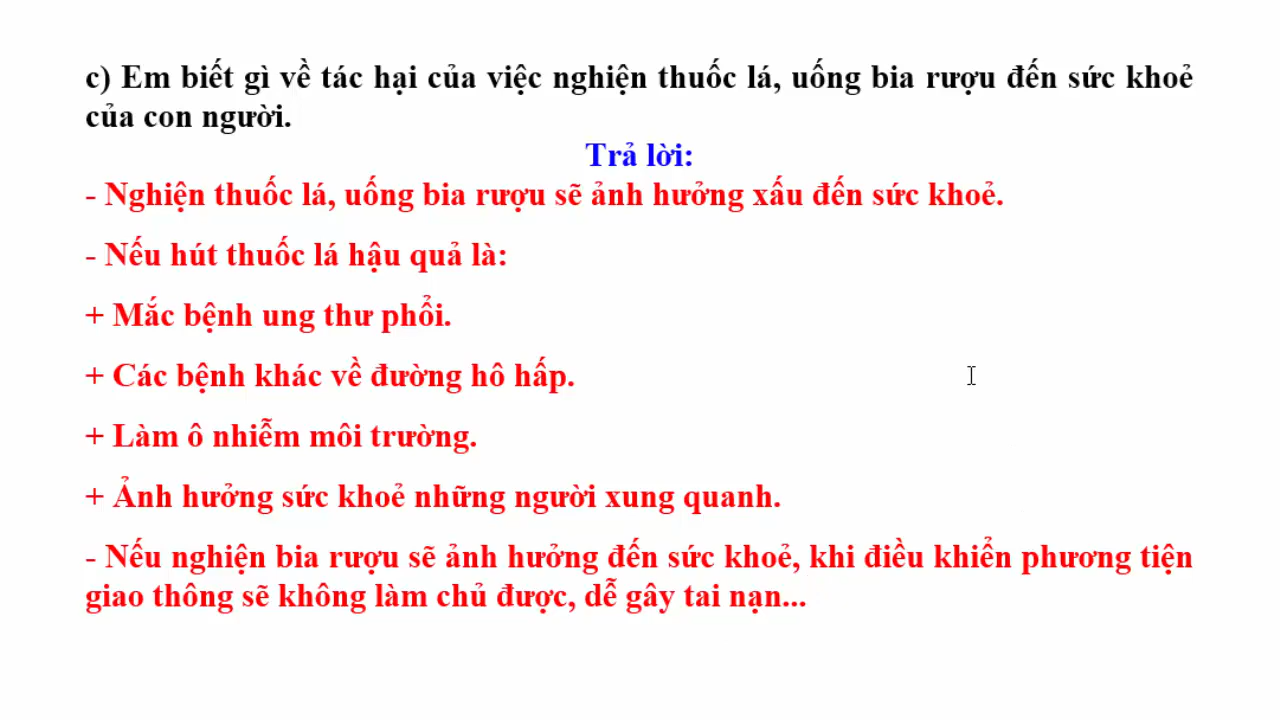 c) Em biết gì về tác hại của việc nghiện thuốc lá, uống bia rượu đến sức khoẻ
của con người.
Trả lời:
- Nghiện thuốc lá, uống bia rượu sẽ ảnh hưởng xấu đến sức khoẻ.
- Nếu hút thuốc lá hậu quả là:
+ Mắc bệnh ung thư phổi.
+ Các bệnh khác về đường hô hấp.
+ Làm ô nhiễm môi trường.
+ Ảnh hưởng sức khoẻ những người xung quanh.
- Nếu nghiện bia rượu sẽ ảnh hưởng đến sức khoẻ, khi điều khiển phương tiện
giao thông sẽ không làm chủ được, dễ gây tai nạn...